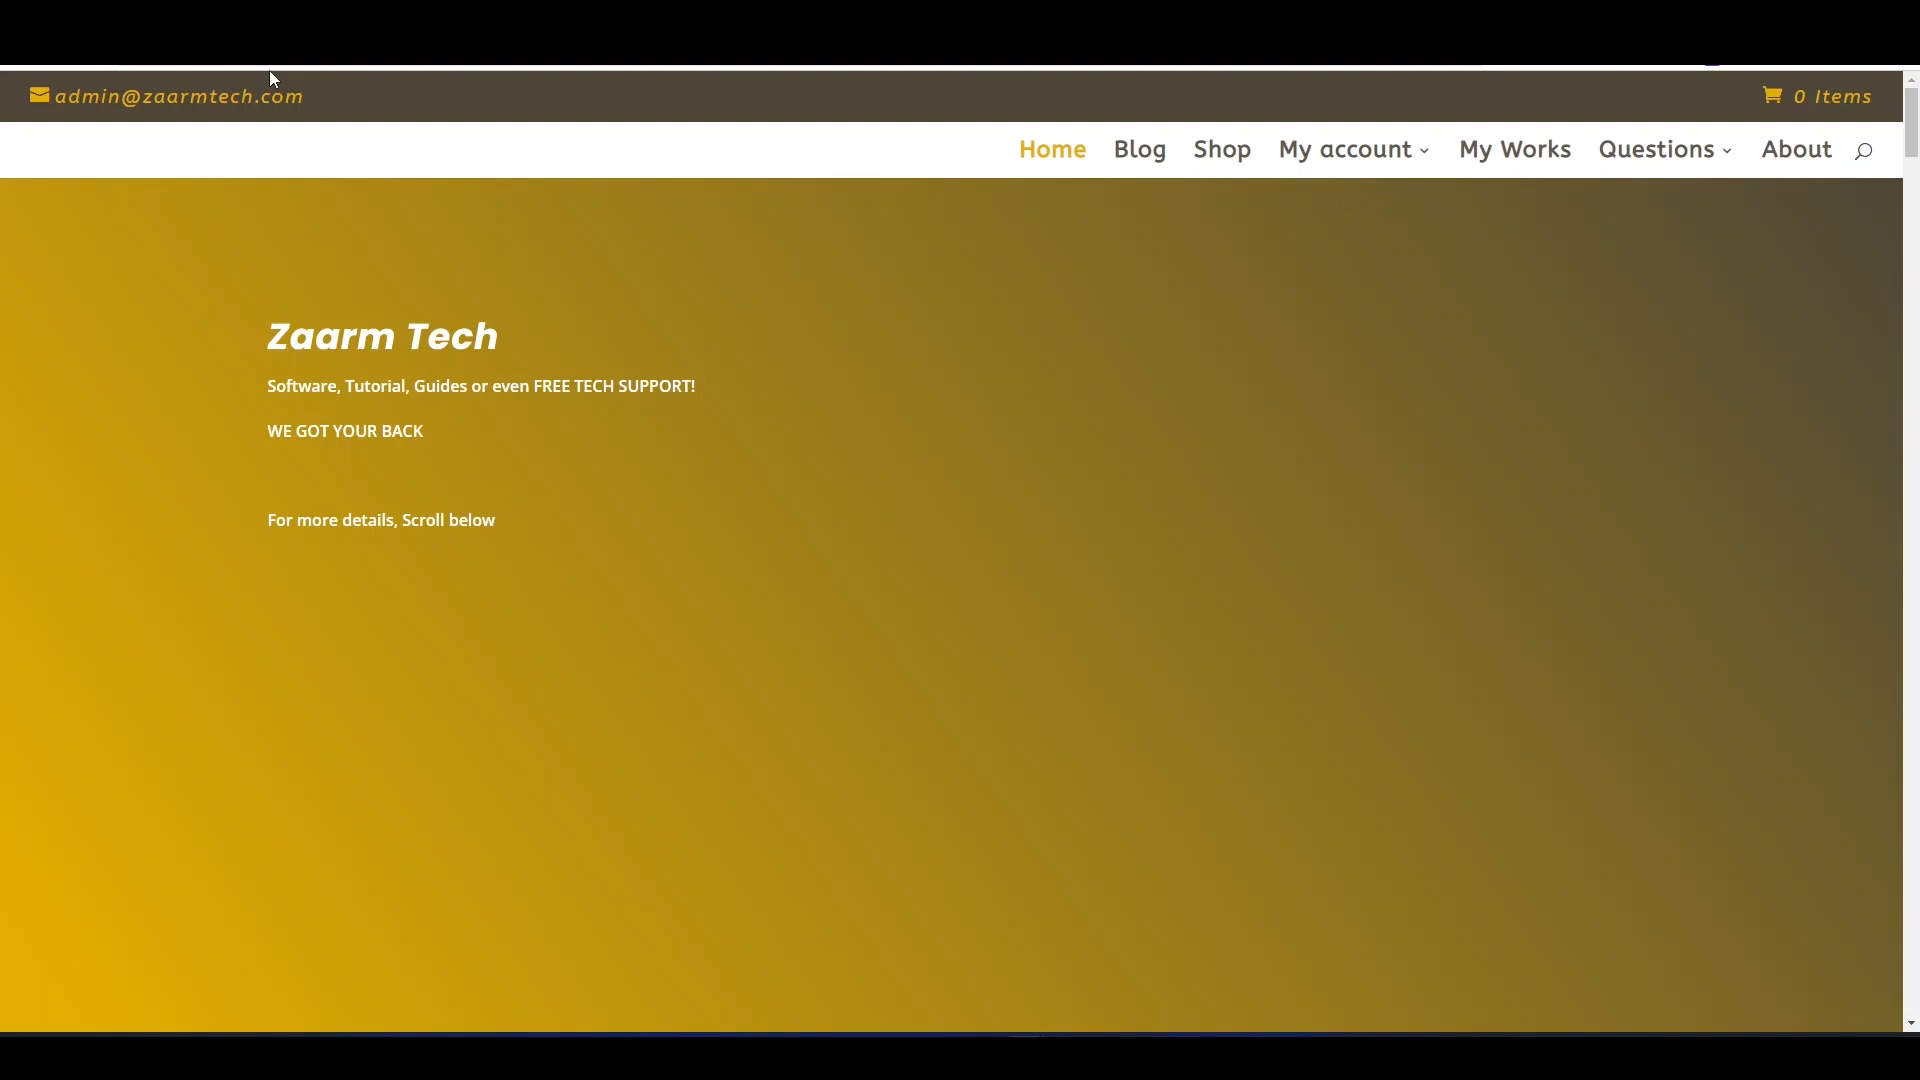 admin@zaarmtech.com
0 Items
Home Blog Shop My account My Works Questions About
Zaarm Tech
Software, Tutorial, Guides or even FREE TECH SUPPORT!
WE GOT YOUR BACK
For more details, Scroll below